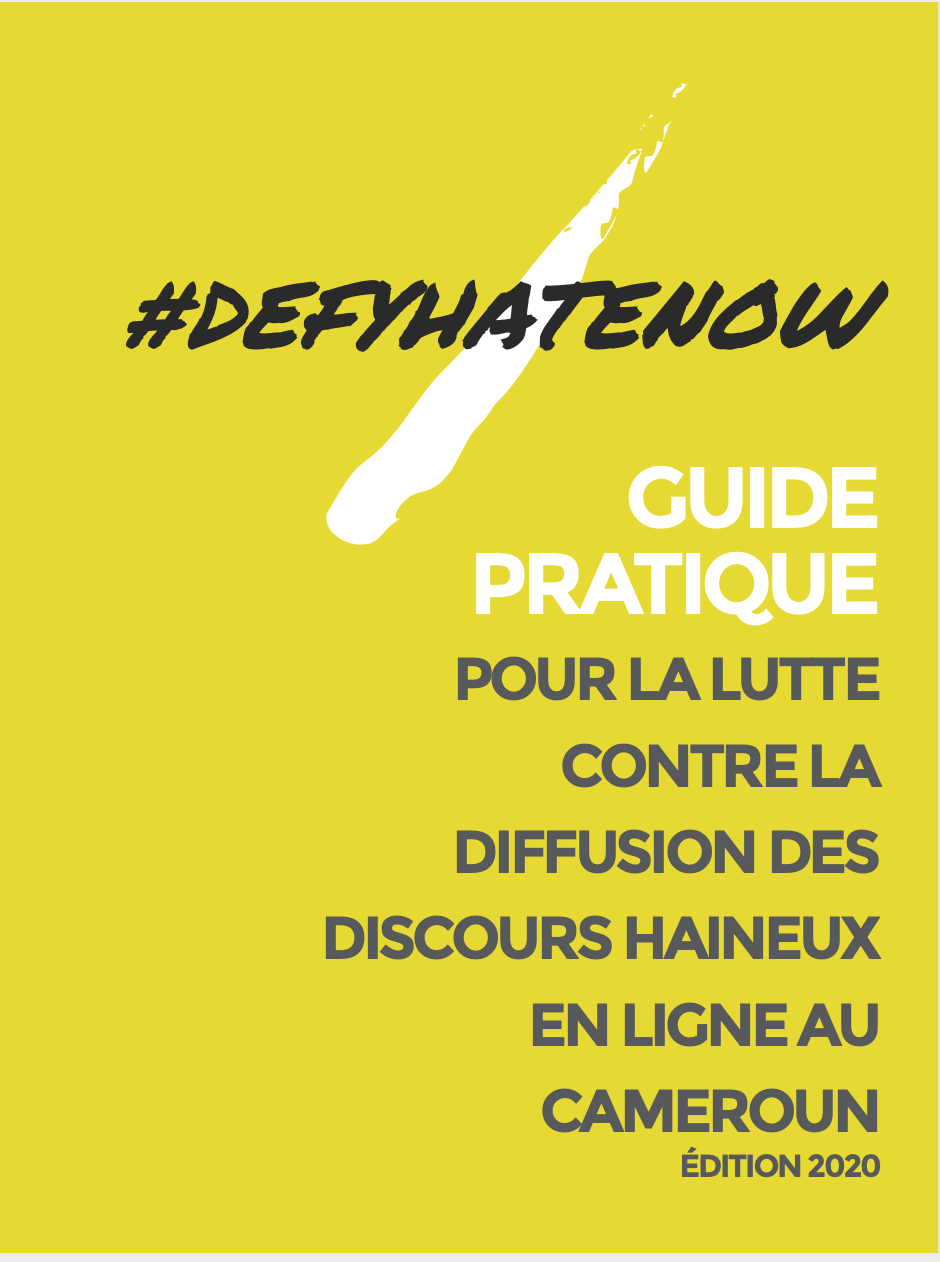 #DEFYHATENOW
GUIDE
PRATIQUE
POUR LA LUTTE
CONTRE LA
DIFFUSION DES
DISCOURS HAINEUX
EN LIGNE AU
CAMEROUN
ÉDITION 2020